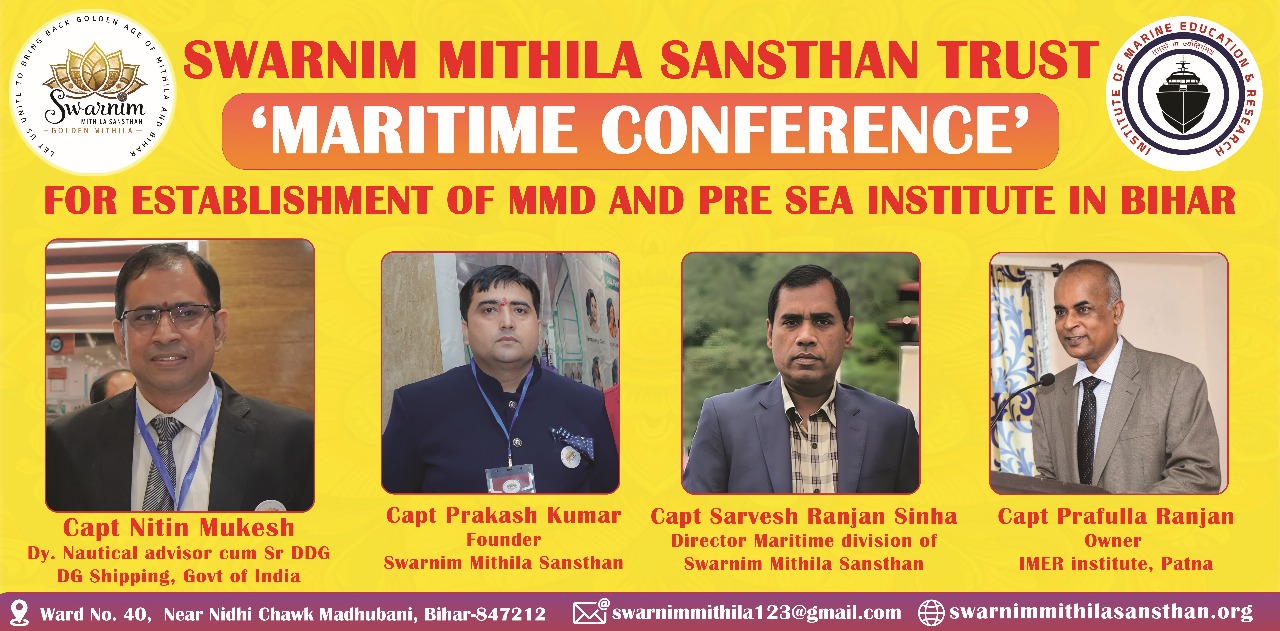 LET US UNITE TO BRING BACK GOLDEN AGE OF MITHILA AND BIHAR
Swarnim
MITHILA SANSTHAN
GOLDEN MITHILA
SWARNIM MITHILA SANSTHAN TRUST
‘MARITIME CONFERENCE’
INSTITUTE OF MARINE EDUCATION & RESEARCH
FOR ESTABLISHMENT OF MMD AND PRE SEA INSTITUTE IN BIHAR
Capt Nitin Mukesh
Dy. Nautical advisor cum Sr DDG
DG Shipping, Govt of India
Capt Prakash Kumar
Founder
Swarnim Mithila Sansthan
Capt Sarvesh Ranjan Sinha
Director Maritime division of
Swarnim Mithila Sansthan
Capt Prafulla Ranjan
Owner
IMER institute, Patna
Ward No. 40, Near Nidhi Chawk Madhubani, Bihar-847212
swarnimmithila123@gmail.com
swarnimmithilasansthan.org